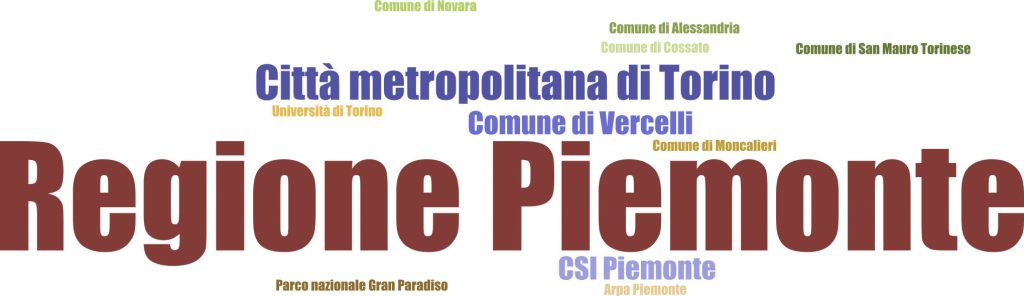 Comune di Novara
Comune di Alessandria
Comune di Cossato
Comune di San Mauro Torinese
Città metropolitana di Torino
Università di Torino
Comune di Vercelli
Comune di Moncalieri
Regione Piemonte
CSI Piemonte
Parco nazionale Gran Paradiso
Arpa Piemonte